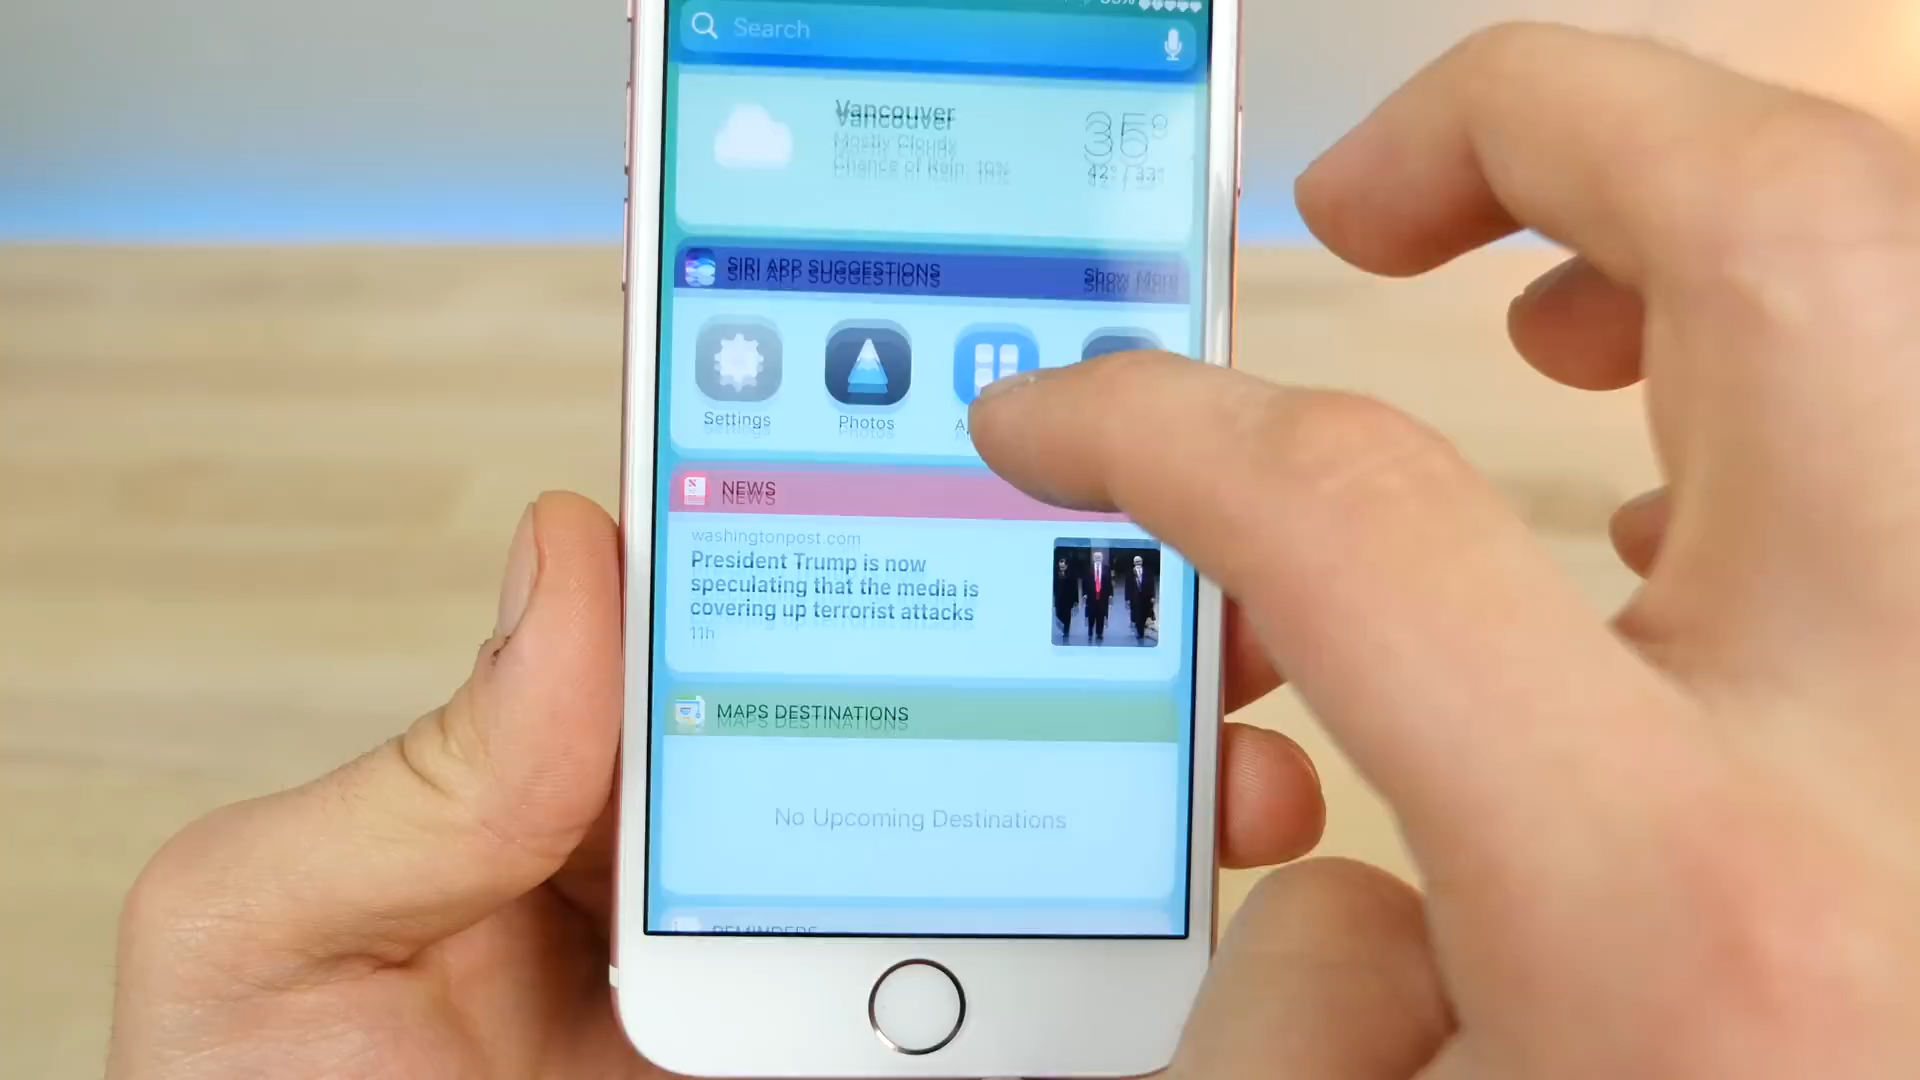 Search
Vancouver
Mostly Cloudy
Chance of Rain: 10%
35°
42° / 33°
SIRI APP SUGGESTIONS
Show More
Settings
Photos
NEWS
washingtonpost.com
President Trump is now
speculating that the media is
covering up terrorist attacks
11h
MAPS DESTINATIONS
No Upcoming Destinations
REMINDERS